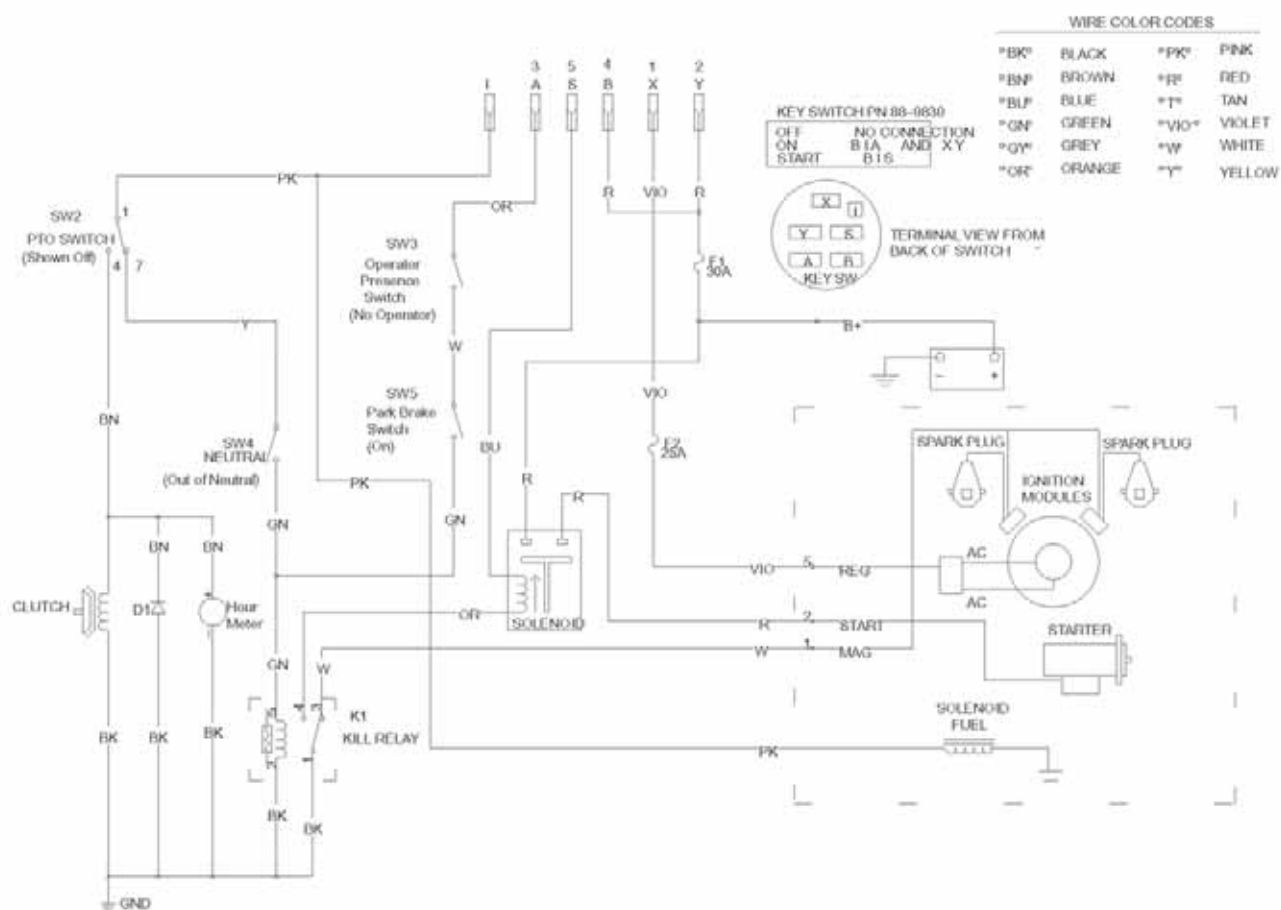 WIRE COLOR CODES
"BK" BLACK "PK" PINK
"BN" BROWN "R" RED
"BU" BLUE "T" TAN
"GN" GREEN "VIO" VIOLET
"GY" GREY "W" WHITE
"OR" ORANGE "Y" YELLOW
3 5 4 1 2
I A S B X Y
KEY SWITCH PN 88-9830
OFF NO CONNECTION
ON B I A AND X Y
START B I S
X I
Y S
A B
KEY SW
TERMINAL VIEW FROM
BACK OF SWITCH
PK
OR
R
VIO
R
SW2
PTO SWITCH
(Shown Off)
1
4 7
SW3
Operator
Presence
Switch
(No Operator)
F1
30A
Y
W
B+
- +
VIO
SW5
Park Brake
Switch
(On)
BN
SW4
NEUTRAL
(Out of Neutral)
BU
F2
25A
SPARK PLUG
SPARK PLUG
IGNITION
MODULES
PK
R
R
GN
GN
BN
BN
AC
AC
VIO 5 REG
CLUTCH
D1
+
Hour
Meter
OR
SOLENOID
R 2 START
W 1 MAG
STARTER
GN
W
5
4
3
K1
KILL RELAY
2
1
SOLENOID
FUEL
PK
BK
BK
BK
BK
BK
GND